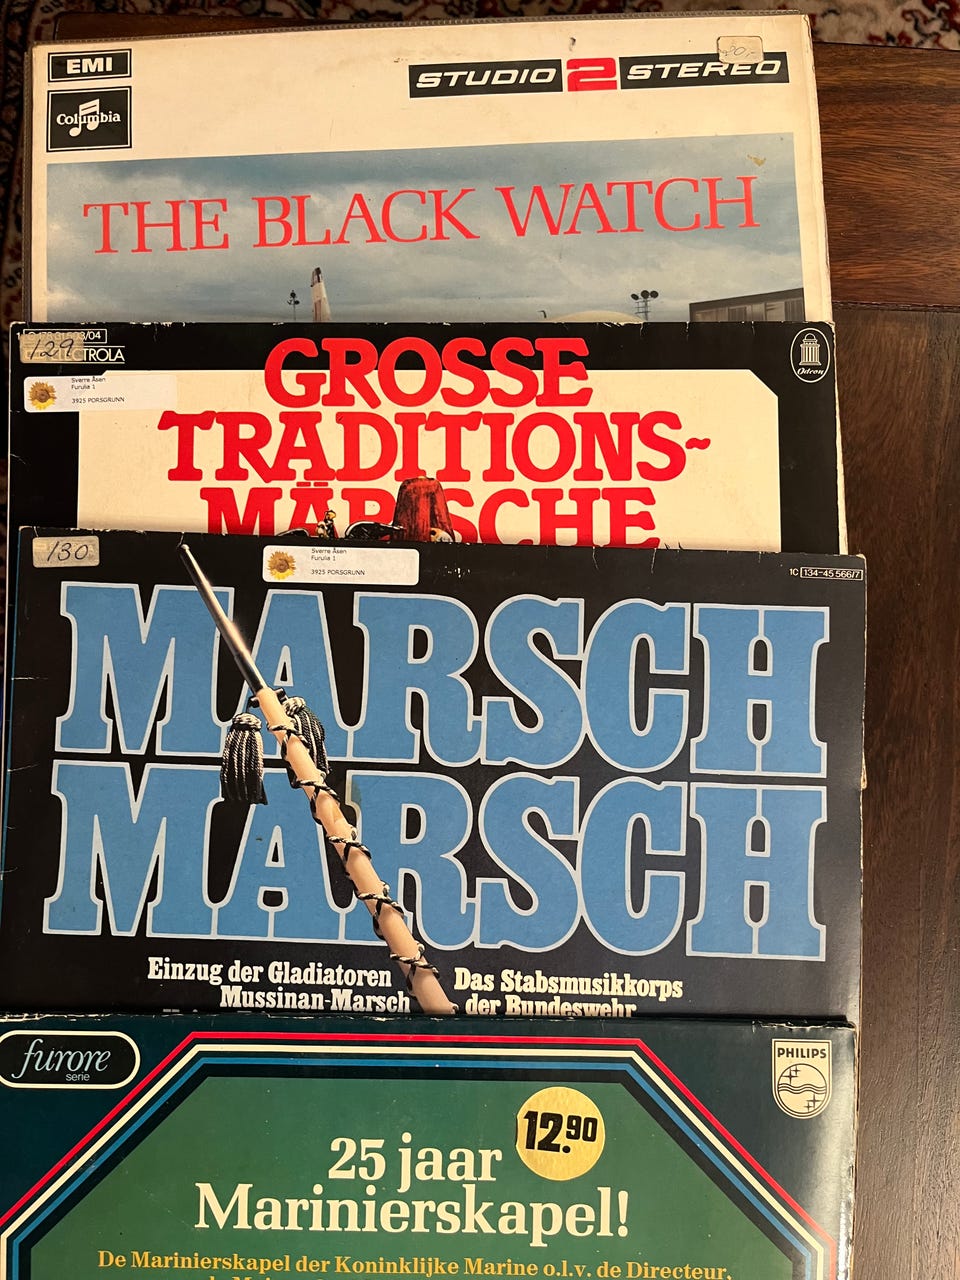 EMI
Columbia
STUDIO 2 STEREO
THE BLACK WATCH
129
ELECTROLA
Odeon
Sverre Åsen
Furulia 1
3925 PORSGRUNN
GROSSE
TRADITIONS-
MÄRSCHE
130
Sverre Åsen
Furulia 1
3925 PORSGRUNN
1C 134-45 566/7
MARSCH
MARSCH
Einzug der Gladiatoren
Mussinan-Marsch
Das Stabsmusikkorps
der Bundeswehr
furore
serie
PHILIPS
12.90
25 jaar
Marinierskapel!
De Marinierskapel der Koninklijke Marine o.l.v. de Directeur,